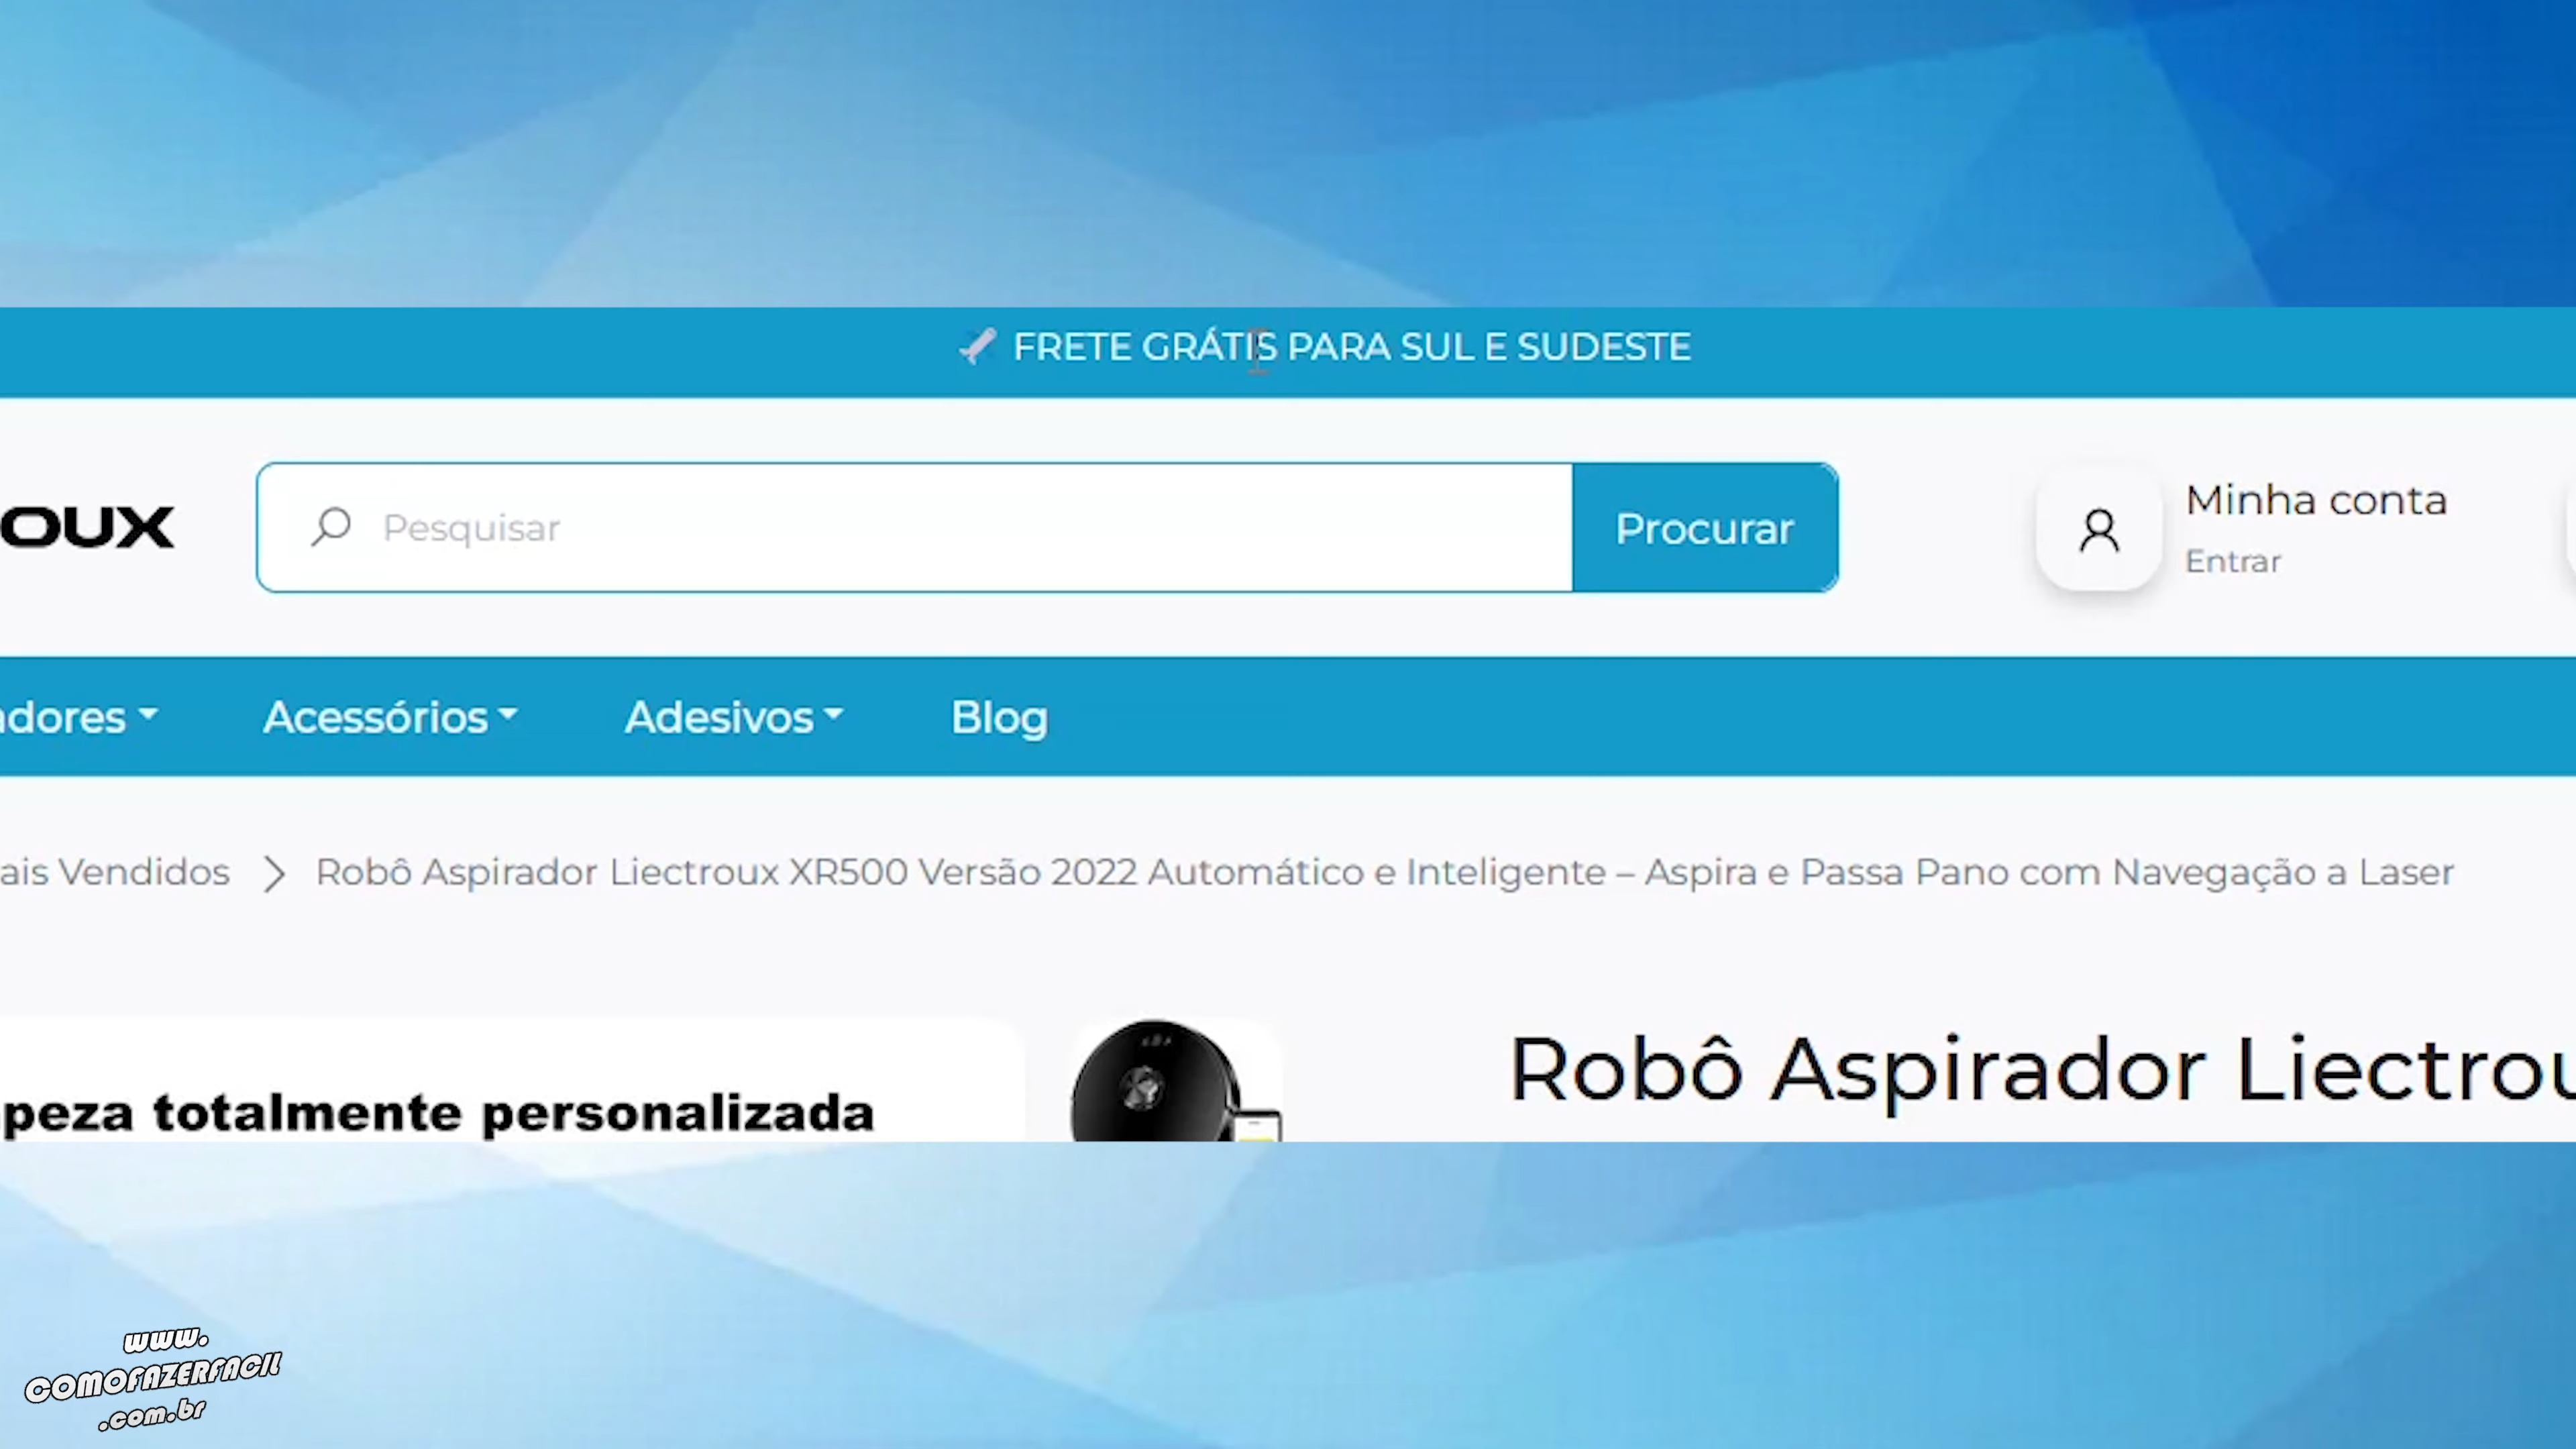 FRETE GRÁTIS PARA SUL E SUDESTE
OUX
Pesquisar
Procurar
Minha conta
Entrar
adores
Acessórios
Adesivos
Blog
ais Vendidos > Robô Aspirador Liectroux XR500 Versão 2022 Automático e Inteligente – Aspira e Passa Pano com Navegação a Laser
Robô Aspirador Liectrou
peza totalmente personalizada
www.
COMOFAZERFACIL
.com.br